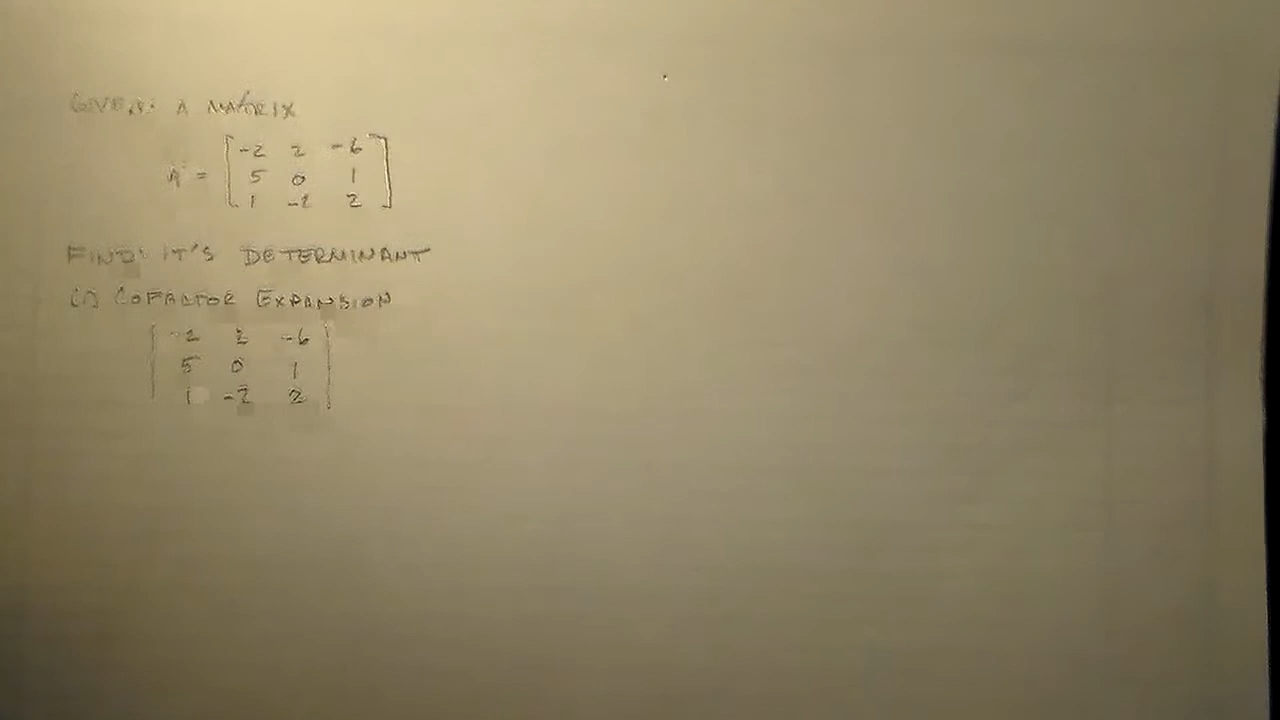 GIVEN: A MATRIX
A = [ -2 2 -6
5 0 1
1 -2 2 ]
FIND: IT'S DETERMINANT
(1) COFACTOR EXPANSION
| -2 2 -6 |
5 0 1
1 -2 2